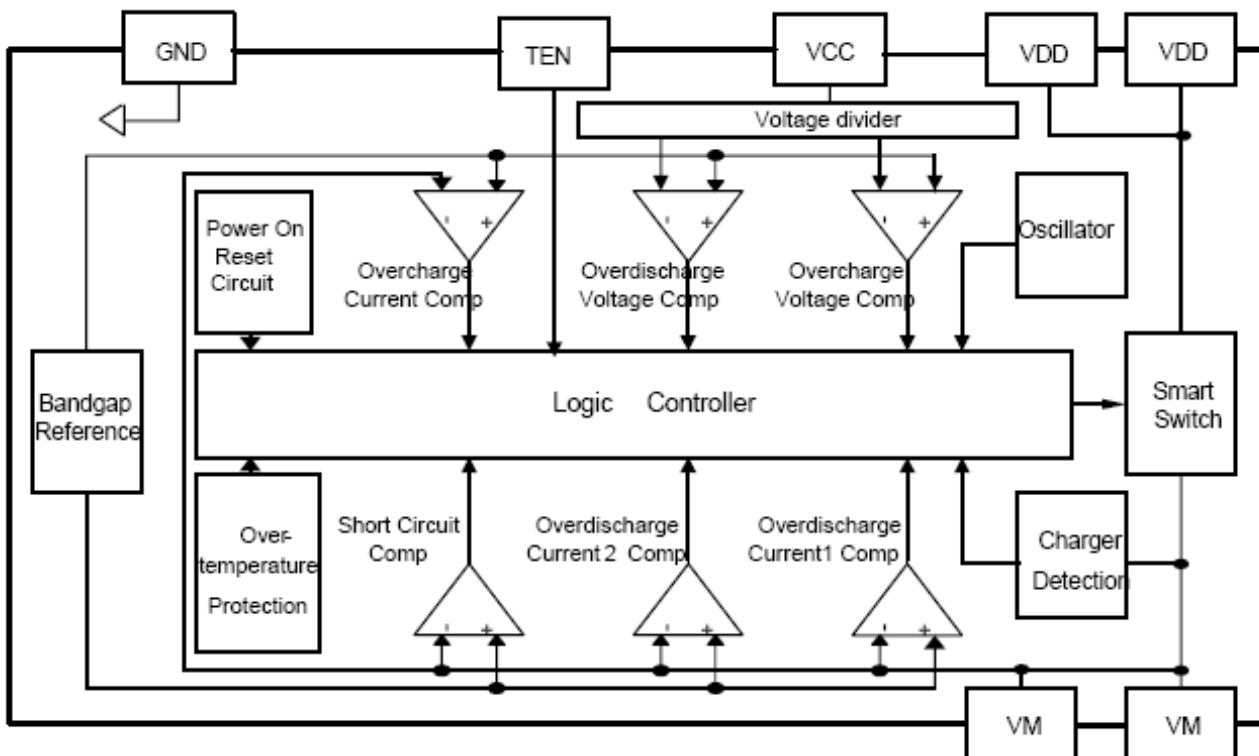 GND
TEN
VCC
VDD
VDD
Voltage divider
- +
- +
- +
Power On
Reset
Circuit
Overcharge
Current Comp
Overdischarge
Voltage Comp
Overcharge
Voltage Comp
Oscillator
Bandgap
Reference
Logic Controller
Smart
Switch
Over-
temperature
Protection
Short Circuit
Comp
Overdischarge
Current 2 Comp
Overdischarge
Current1 Comp
Charger
Detection
- +
- +
- +
VM
VM